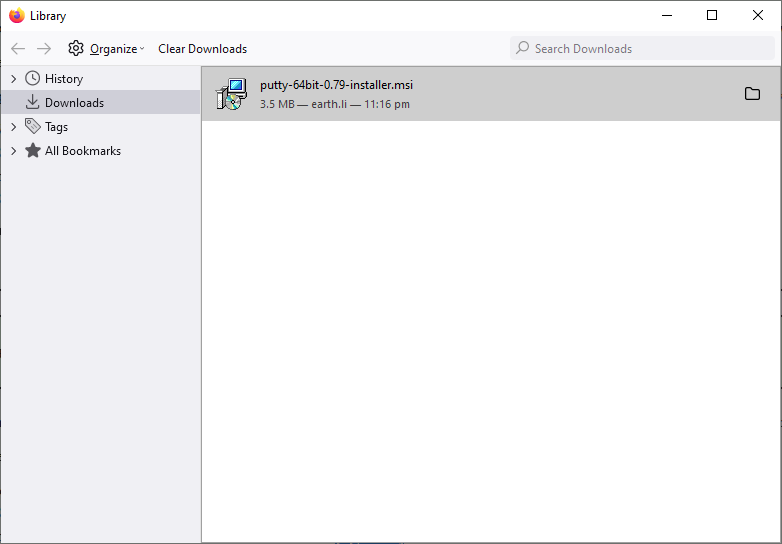 Library
Organize Clear Downloads Search Downloads
History
Downloads
Tags
All Bookmarks
putty-64bit-0.79-installer.msi
3.5 MB — earth.li — 11:16 pm